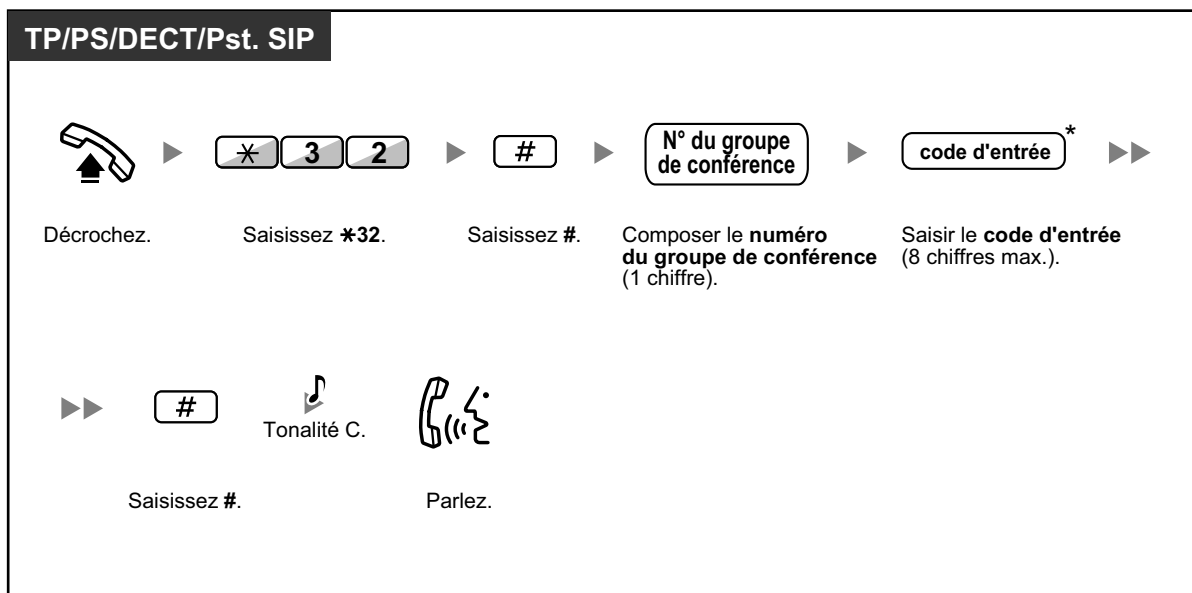 TP/PS/DECT/Pst. SIP
* 3 2 # N° du groupe de conférence code d'entrée *
Décrochez.
Saisissez *32.
Saisissez #.
Composer le numéro
du groupe de conférence
(1 chiffre).
Saisir le code d'entrée
(8 chiffres max.).
#
Tonalité C.
Saisissez #.
Parlez.